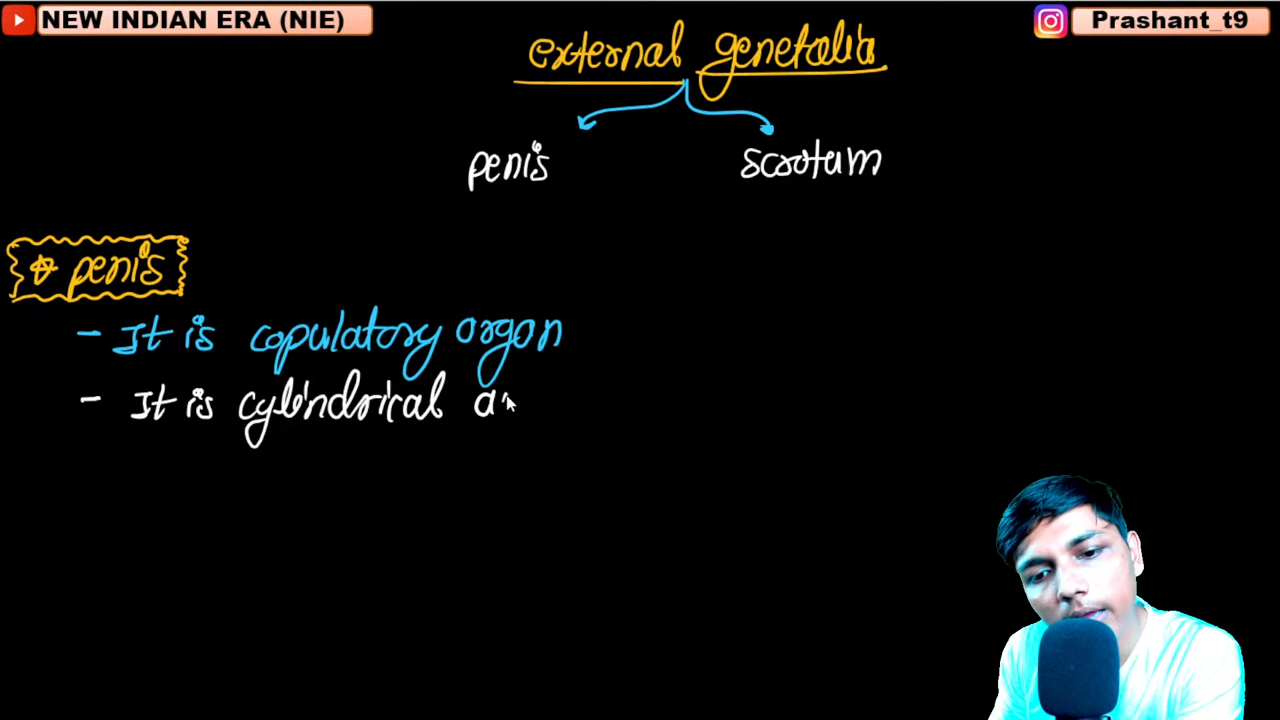 NEW INDIAN ERA (NIE)
Prashant_t9
external genetalia
penis scrotum
penis
- It is copulatory organ
- It is cylindrical a